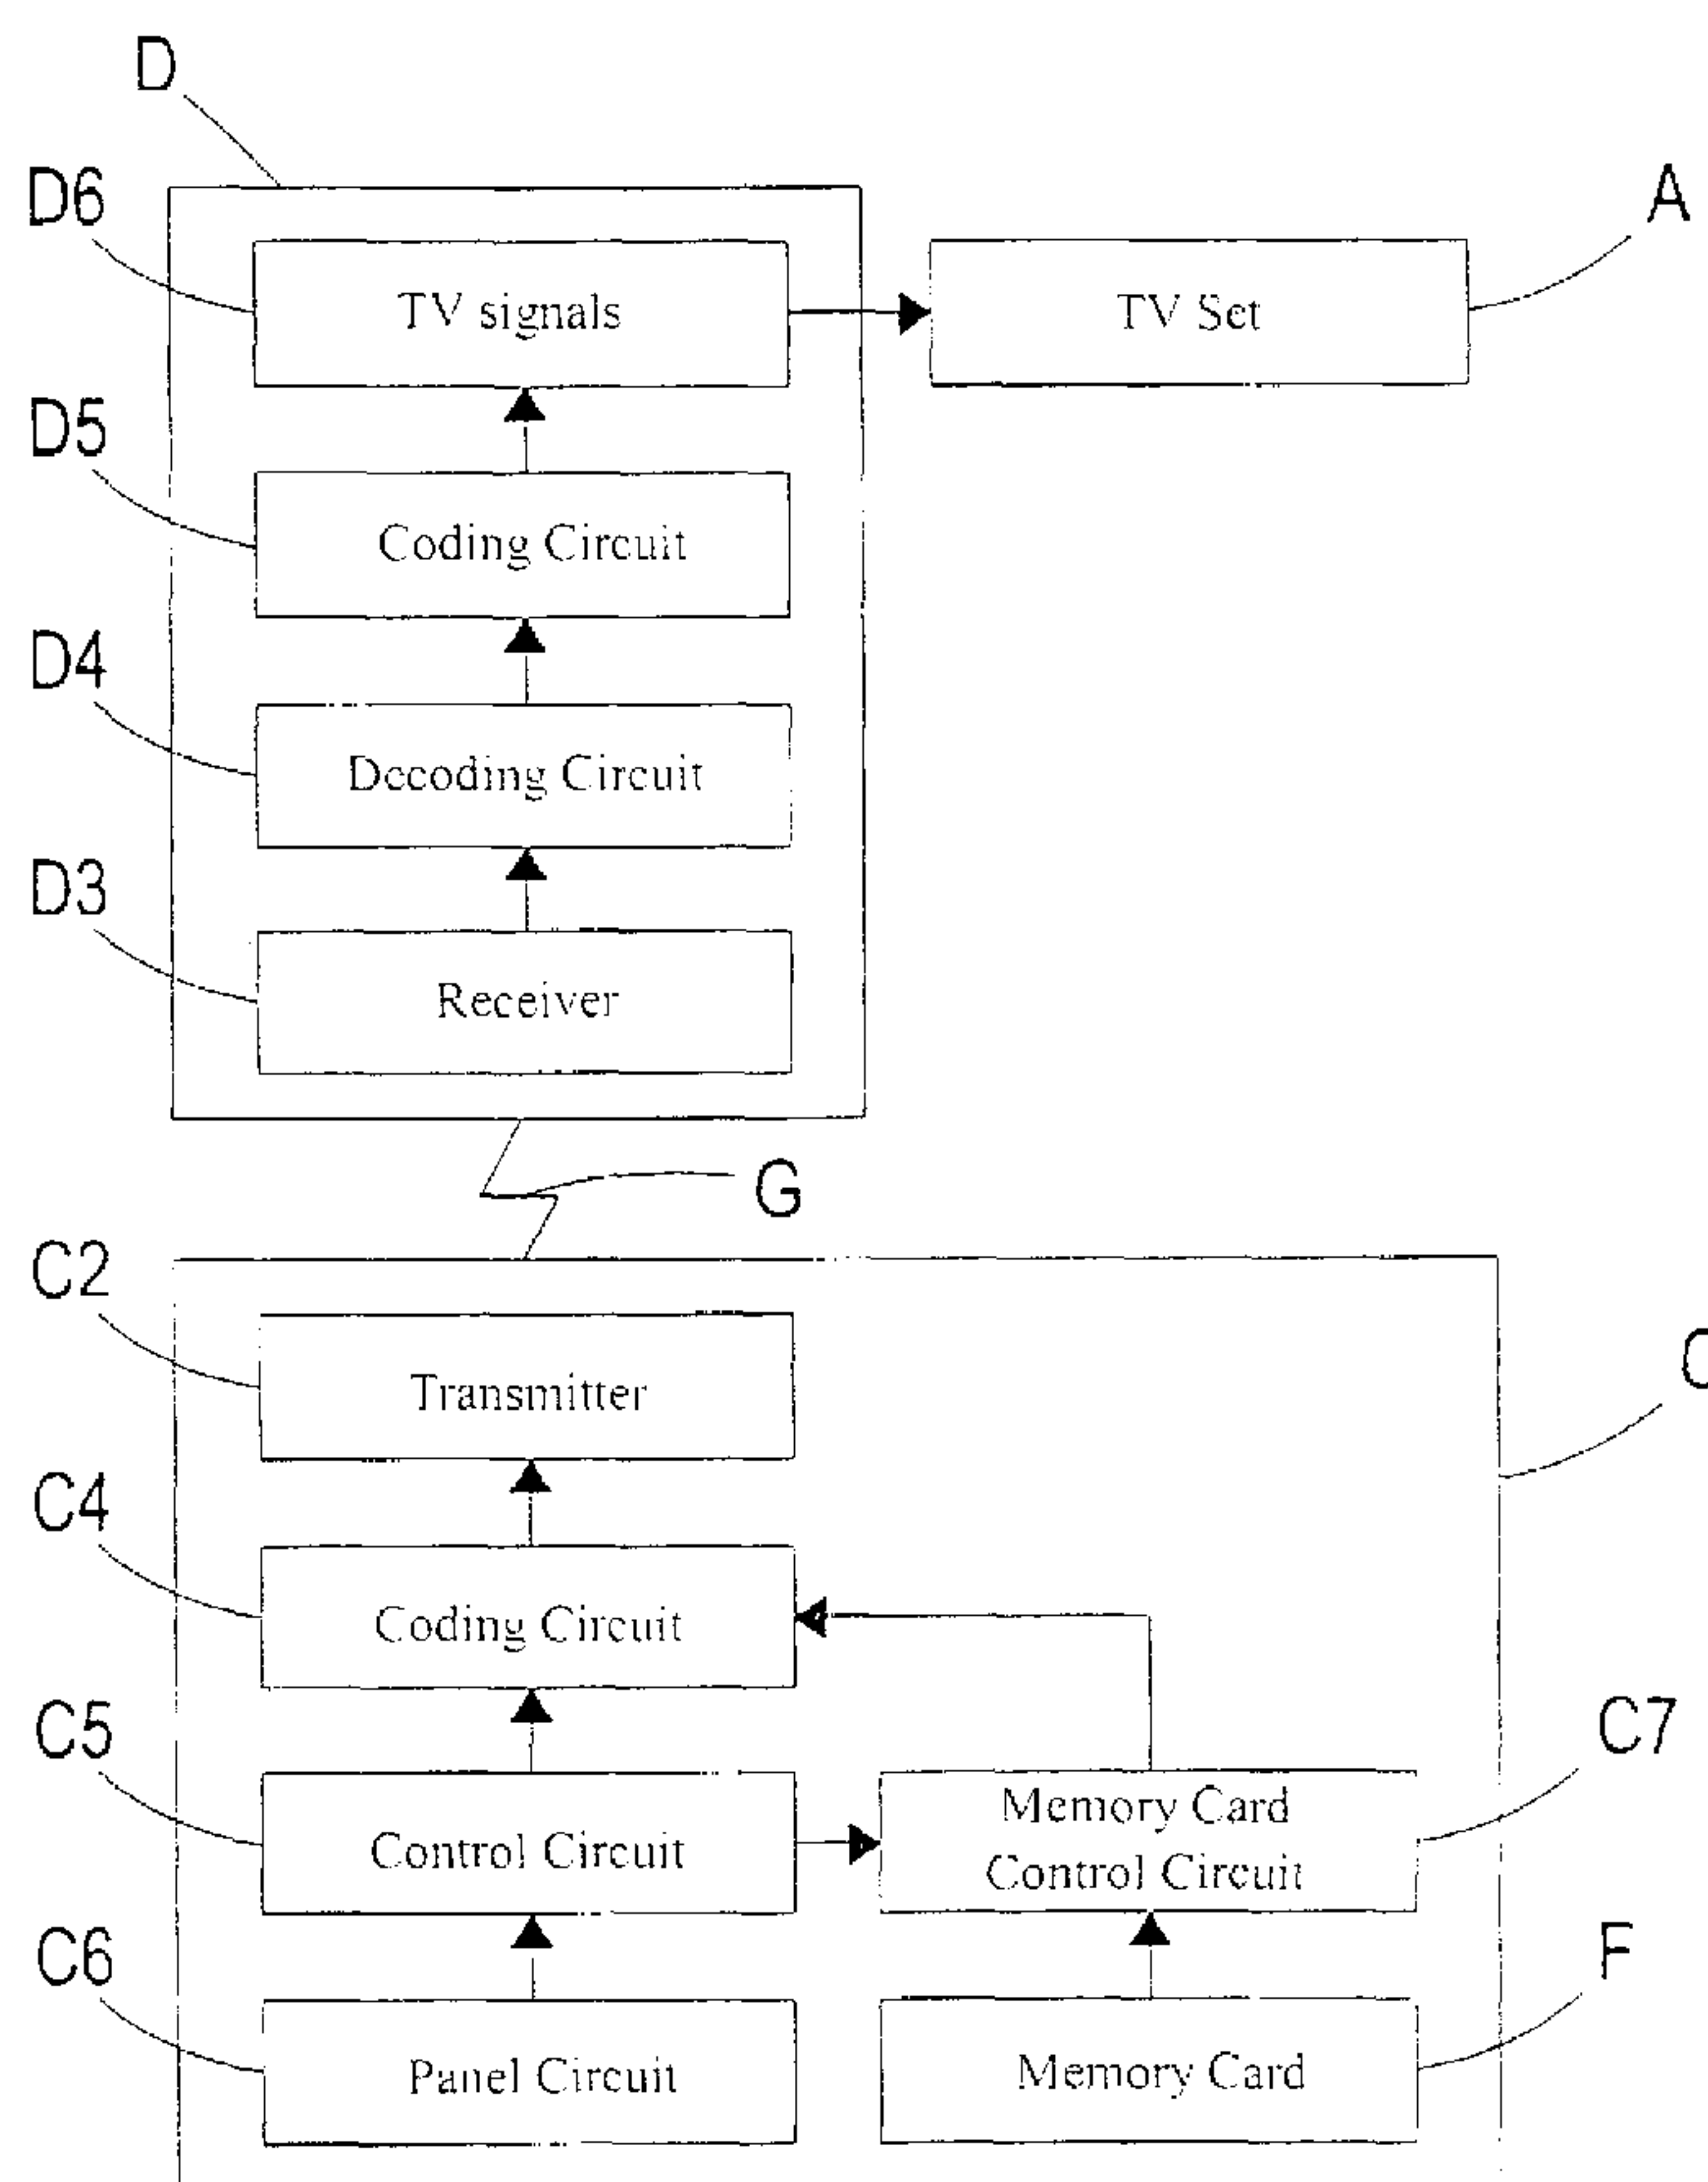 D
D6
A
TV signals
TV Set
D5
Coding Circuit
D4
Decoding Circuit
D3
Receiver
G
C2
Transmitter
C4
Coding Circuit
C5
C7
Control Circuit
Memory Card
Control Circuit
C6
F
Panel Circuit
Memory Card